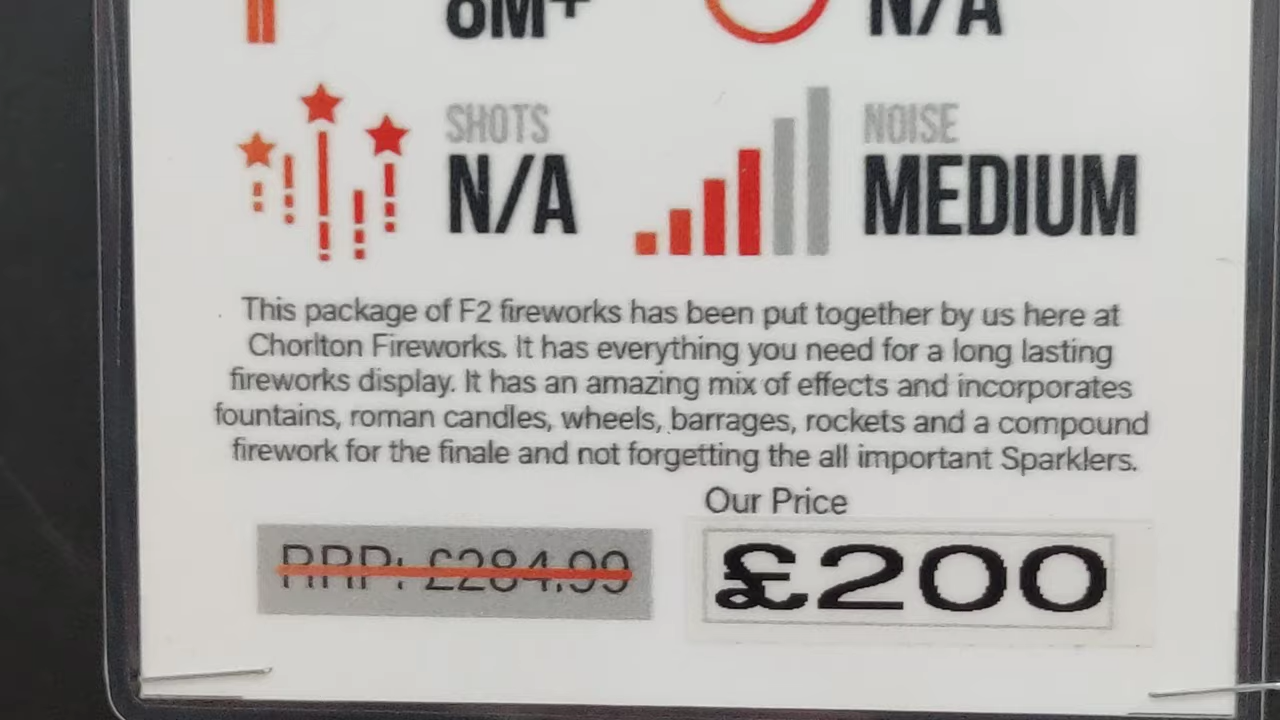 8M+
N/A
SHOTS
N/A
NOISE
MEDIUM
This package of F2 fireworks has been put together by us here at
Chorlton Fireworks. It has everything you need for a long lasting
fireworks display. It has an amazing mix of effects and incorporates
fountains, roman candles, wheels, barrages, rockets and a compound
firework for the finale and not forgetting the all important Sparklers.
Our Price
RRP: £284.99
£200